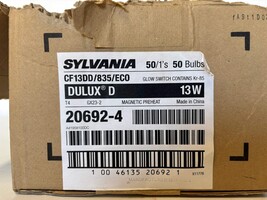 SYLVANIA 50/1's 50 Bulbs
CF13DD/835/ECO GLOW SWITCH CONTAINS Kr-85
DULUX® D 13W
T4 GX23-2 MAGNETIC PREHEAT Made in China
20692-4
1 00 46135 20692 1